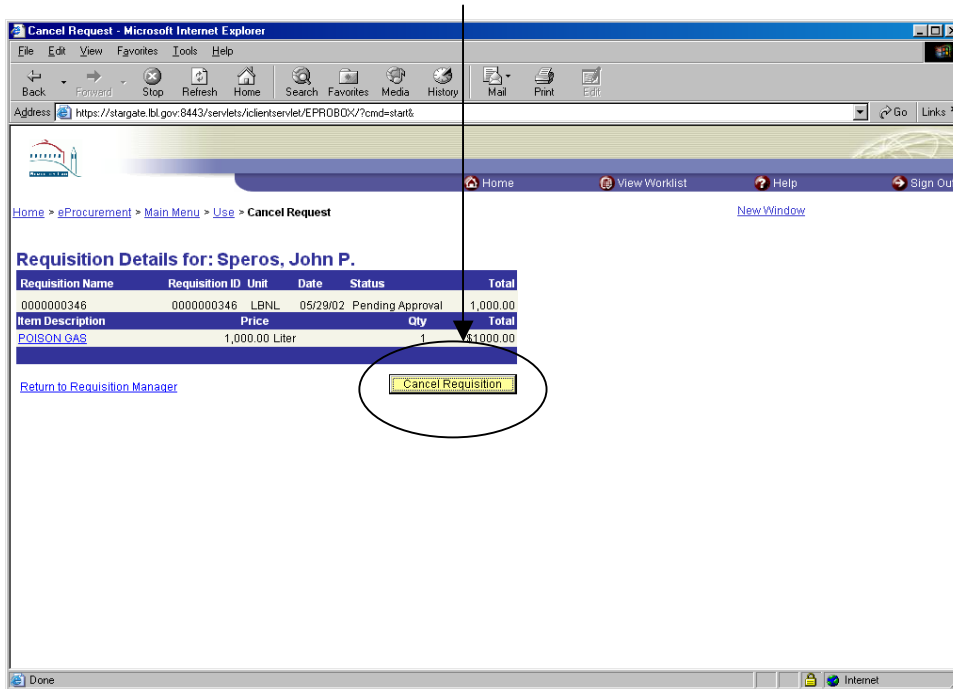 Cancel Request - Microsoft Internet Explorer
File Edit View Favorites Tools Help
Back Forward Stop Refresh Home Search Favorites Media History Mail Print Edit
Address https://stargate.lbl.gov:8443/servlets/iclientservlet/EPROBOX/?cmd=start& Go Links
Home View Worklist Help Sign Out
Home > eProcurement > Main Menu > Use > Cancel Request New Window
Requisition Details for: Speros, John P.
Requisition Name Requisition ID Unit Date Status Total
0000000346 0000000346 LBNL 05/29/02 Pending Approval 1,000.00
Item Description Price Qty Total
POISON GAS 1,000.00 Liter 1 $1000.00
Return to Requisition Manager Cancel Requisition
Done Internet